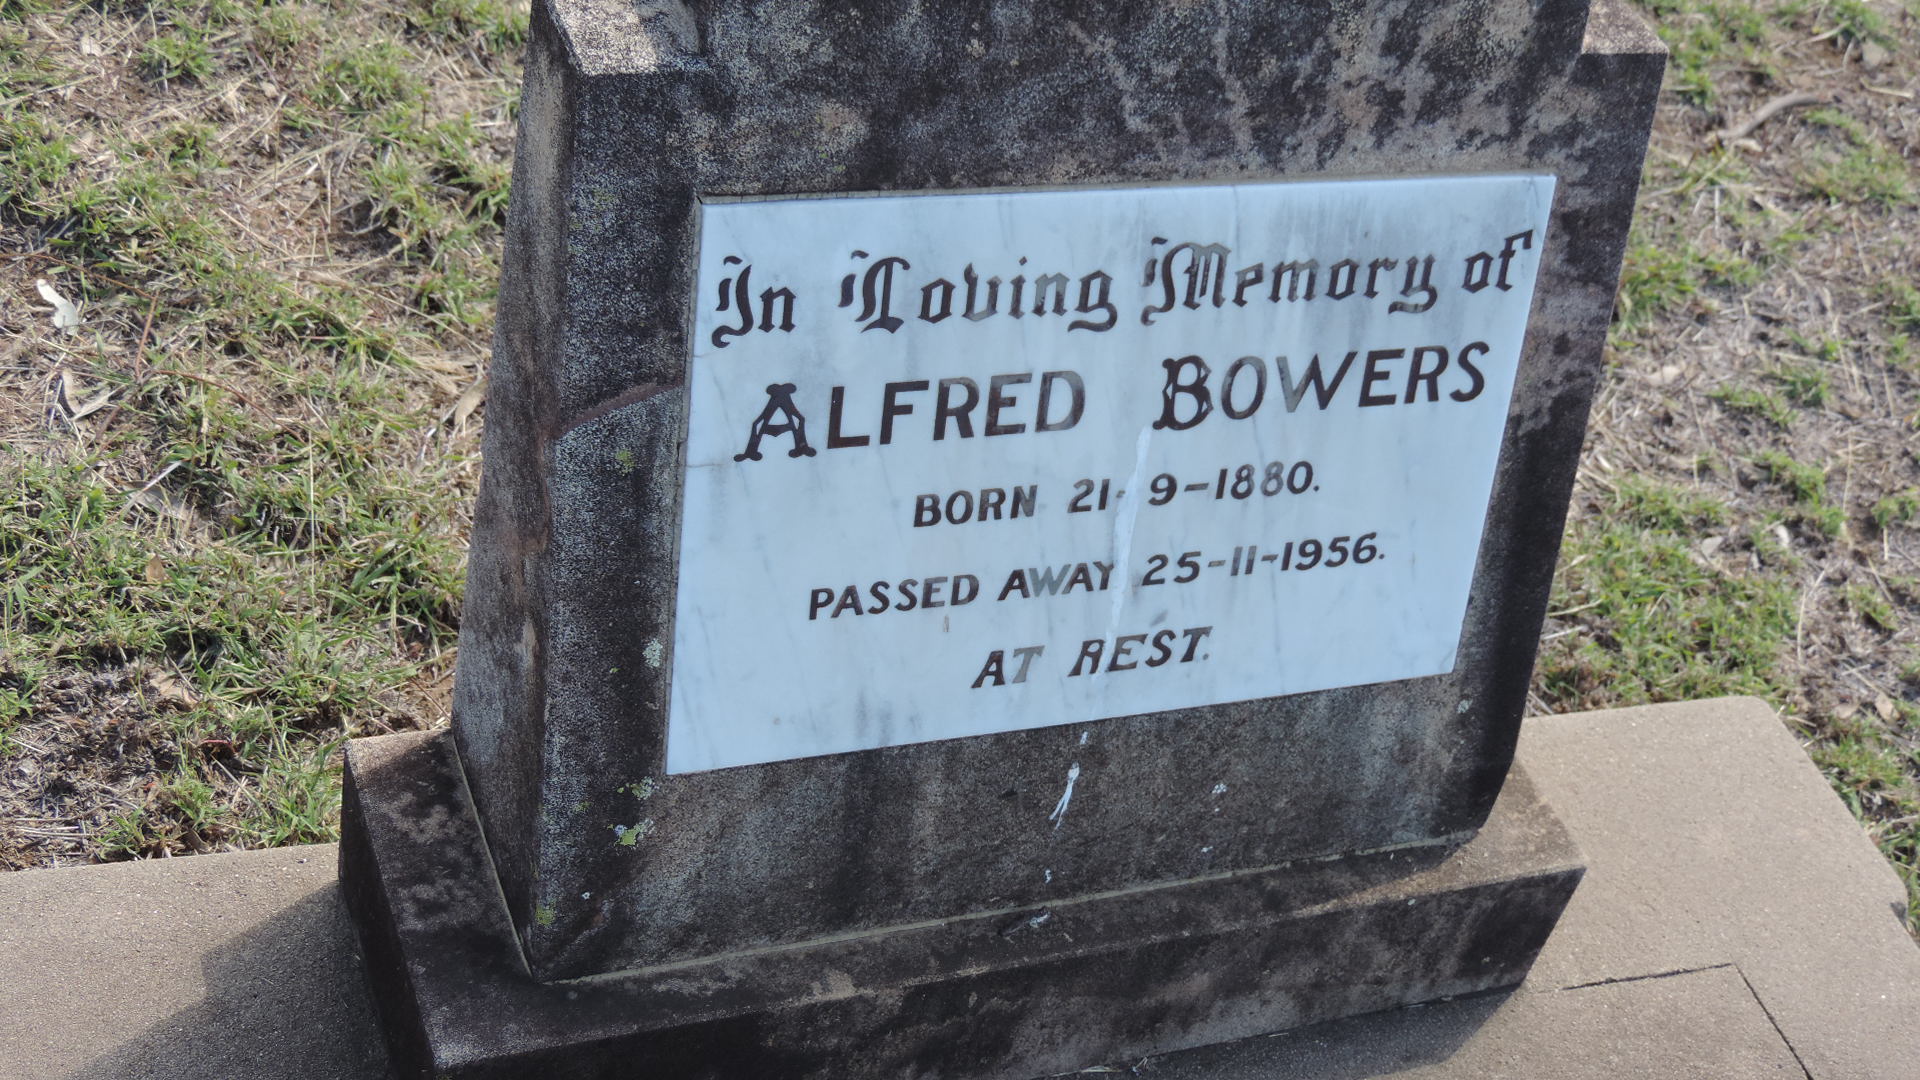 In Loving Memory of
ALFRED BOWERS
BORN 21-9-1880.
PASSED AWAY 25-11-1956.
AT REST.